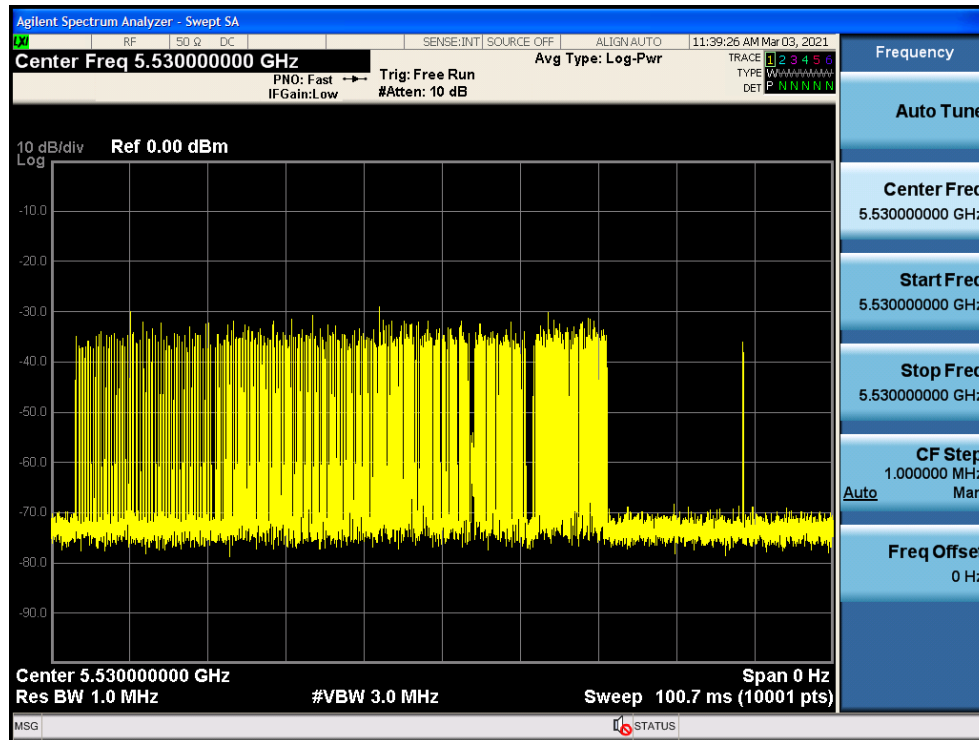 Agilent Spectrum Analyzer - Swept SA
LXI RF 50 Ω DC SENSE:INT SOURCE OFF ALIGN AUTO 11:39:26 AM Mar 03, 2021
Center Freq 5.530000000 GHz
PNO: Fast
IFGain:Low
Trig: Free Run
#Atten: 10 dB
Avg Type: Log-Pwr
TRACE 1 2 3 4 5 6
TYPE W
DET P N N N N N
10 dB/div Ref 0.00 dBm
Log
-10.0
-20.0
-30.0
-40.0
-50.0
-60.0
-70.0
-80.0
-90.0
Center 5.530000000 GHz Span 0 Hz
Res BW 1.0 MHz #VBW 3.0 MHz Sweep 100.7 ms (10001 pts)
MSG STATUS
Frequency
Auto Tune
Center Freq
5.530000000 GHz
Start Freq
5.530000000 GHz
Stop Freq
5.530000000 GHz
CF Step
1.000000 MHz
Auto Man
Freq Offset
0 Hz